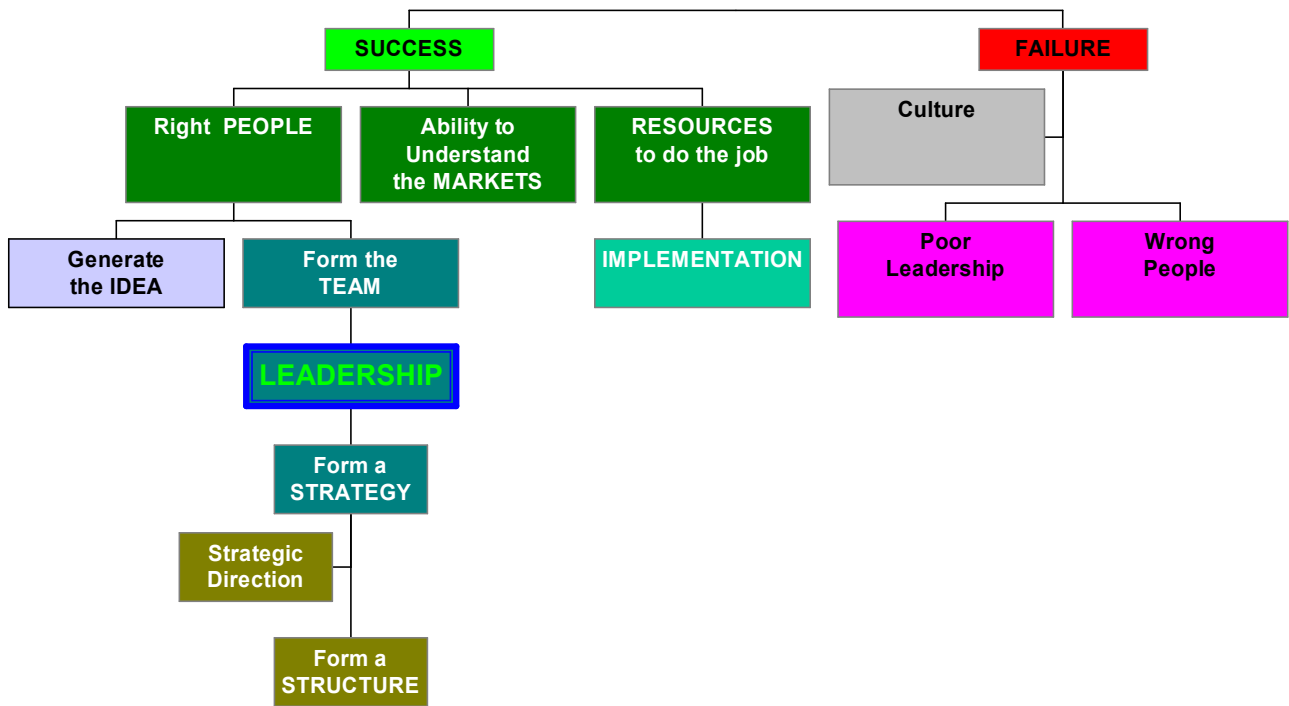 SUCCESS
FAILURE
Right PEOPLE
Ability to
Understand
the MARKETS
RESOURCES
to do the job
Culture
Generate
the IDEA
Form the
TEAM
IMPLEMENTATION
Poor
Leadership
Wrong
People
LEADERSHIP
Form a
STRATEGY
Strategic
Direction
Form a
STRUCTURE